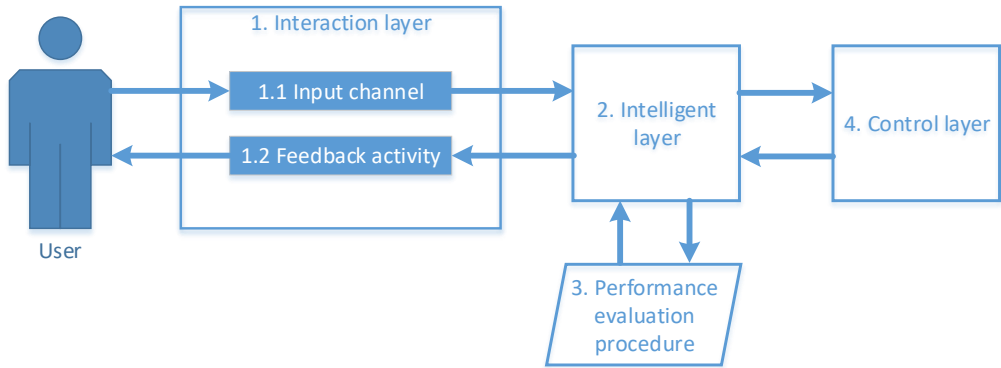 1. Interaction layer
1.1 Input channel
1.2 Feedback activity
User
2. Intelligent
layer
4. Control layer
3. Performance
evaluation
procedure